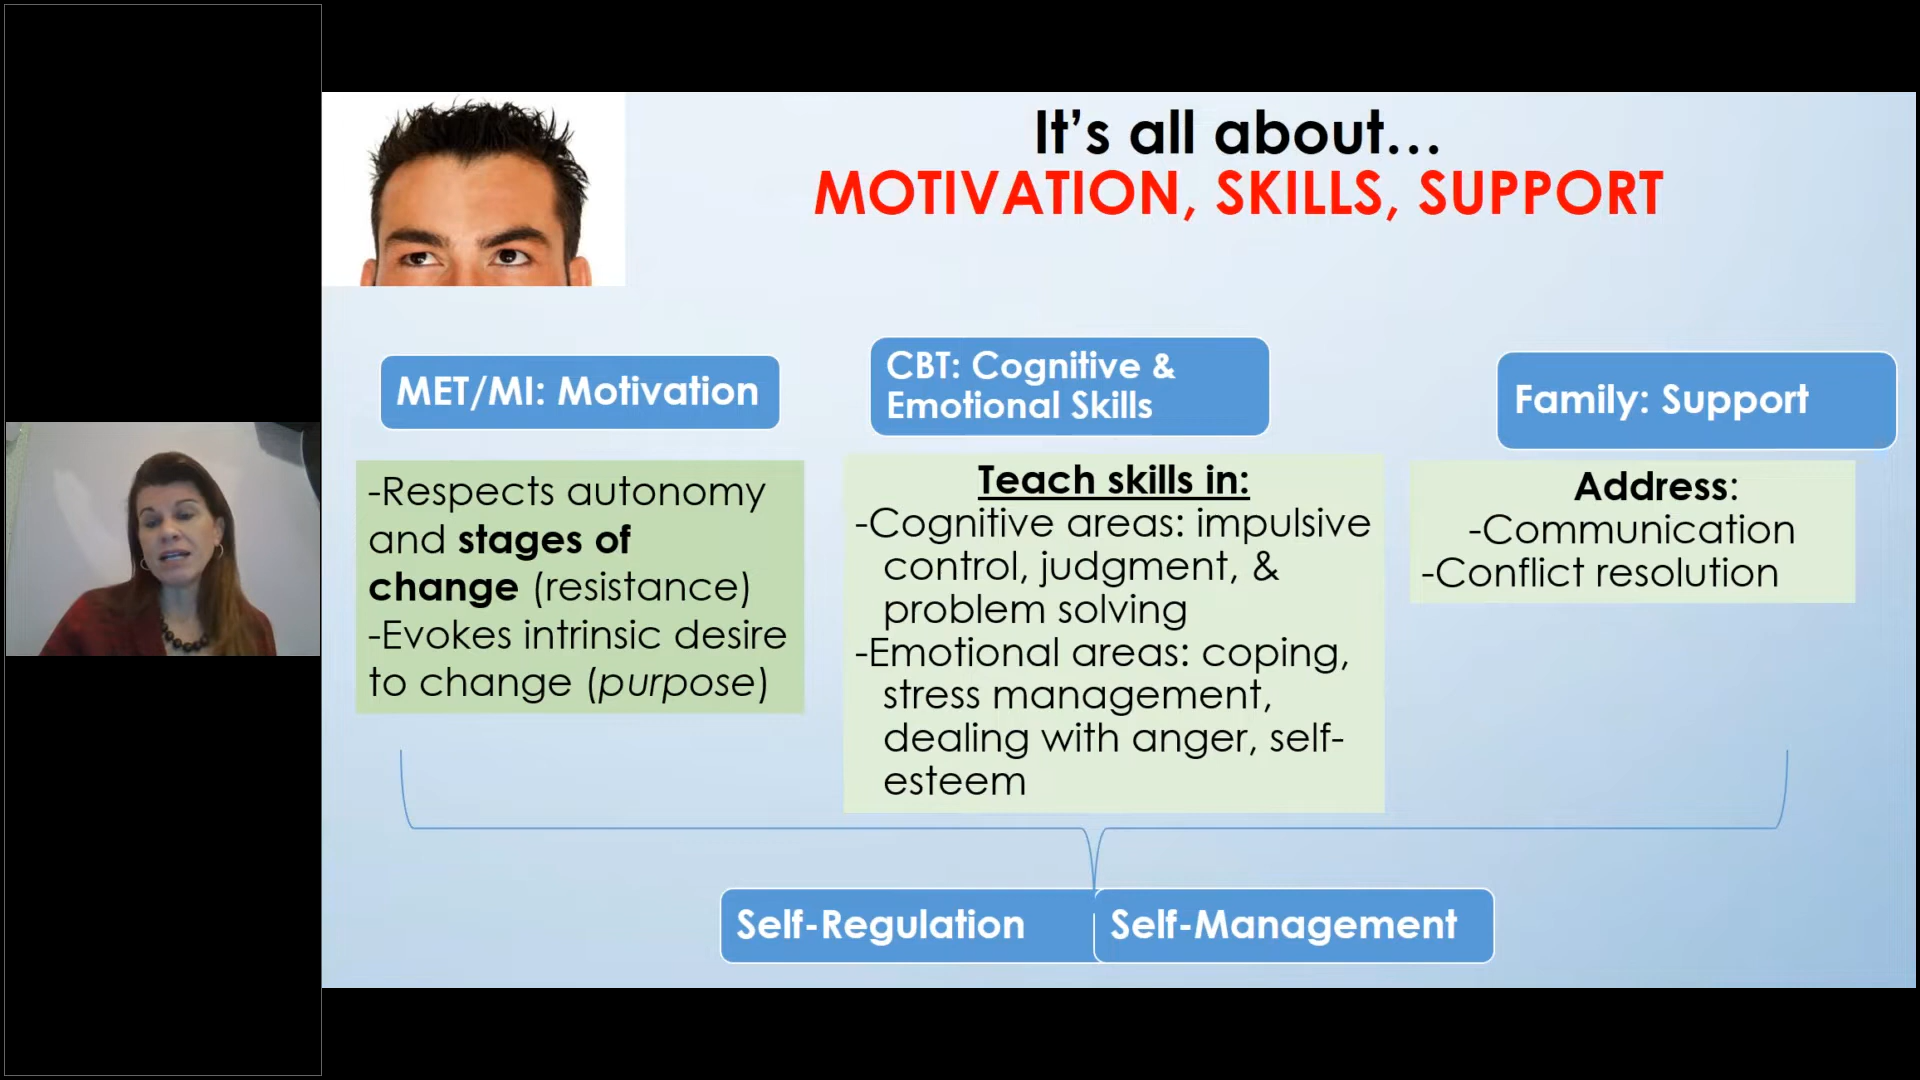 It’s all about…
MOTIVATION, SKILLS, SUPPORT
MET/MI: Motivation
-Respects autonomy
and stages of
change (resistance)
-Evokes intrinsic desire
to change (purpose)
CBT: Cognitive &
Emotional Skills
Teach skills in:
-Cognitive areas: impulsive
control, judgment, &
problem solving
-Emotional areas: coping,
stress management,
dealing with anger, self-
esteem
Family: Support
Address:
-Communication
-Conflict resolution
Self-Regulation
Self-Management